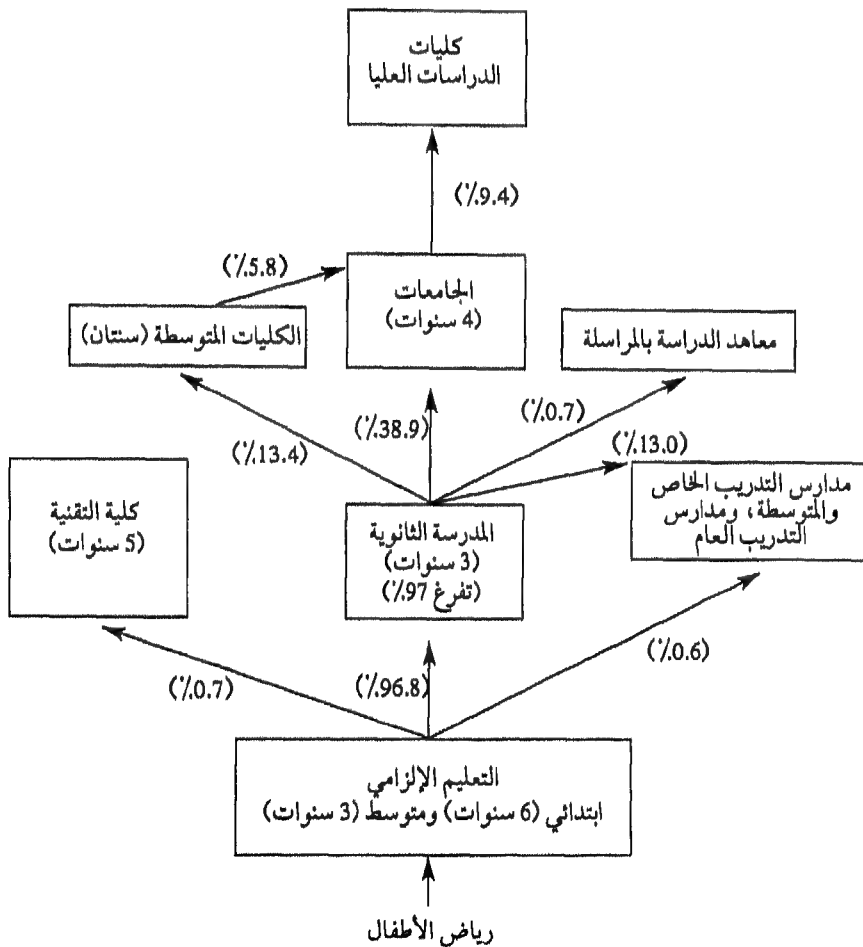 كليات
الدراسات العليا
(٪9.4)
(٪5.8)
الجامعات
(4 سنوات)
الكليات المتوسطة (سنتان)
معاهد الدراسة بالمراسلة
(٪0.7)
(٪38.9)
(٪13.4)
(٪13.0)
مدارس التدريب الخاص
والمتوسطة، ومدارس
التدريب العام
كلية التقنية
(5 سنوات)
المدرسة الثانوية
(3 سنوات)
(تفرغ 97٪)
(٪0.6)
(٪96.8)
(٪0.7)
التعليم الإلزامي
ابتدائي (6 سنوات) ومتوسط (3 سنوات)
رياض الأطفال